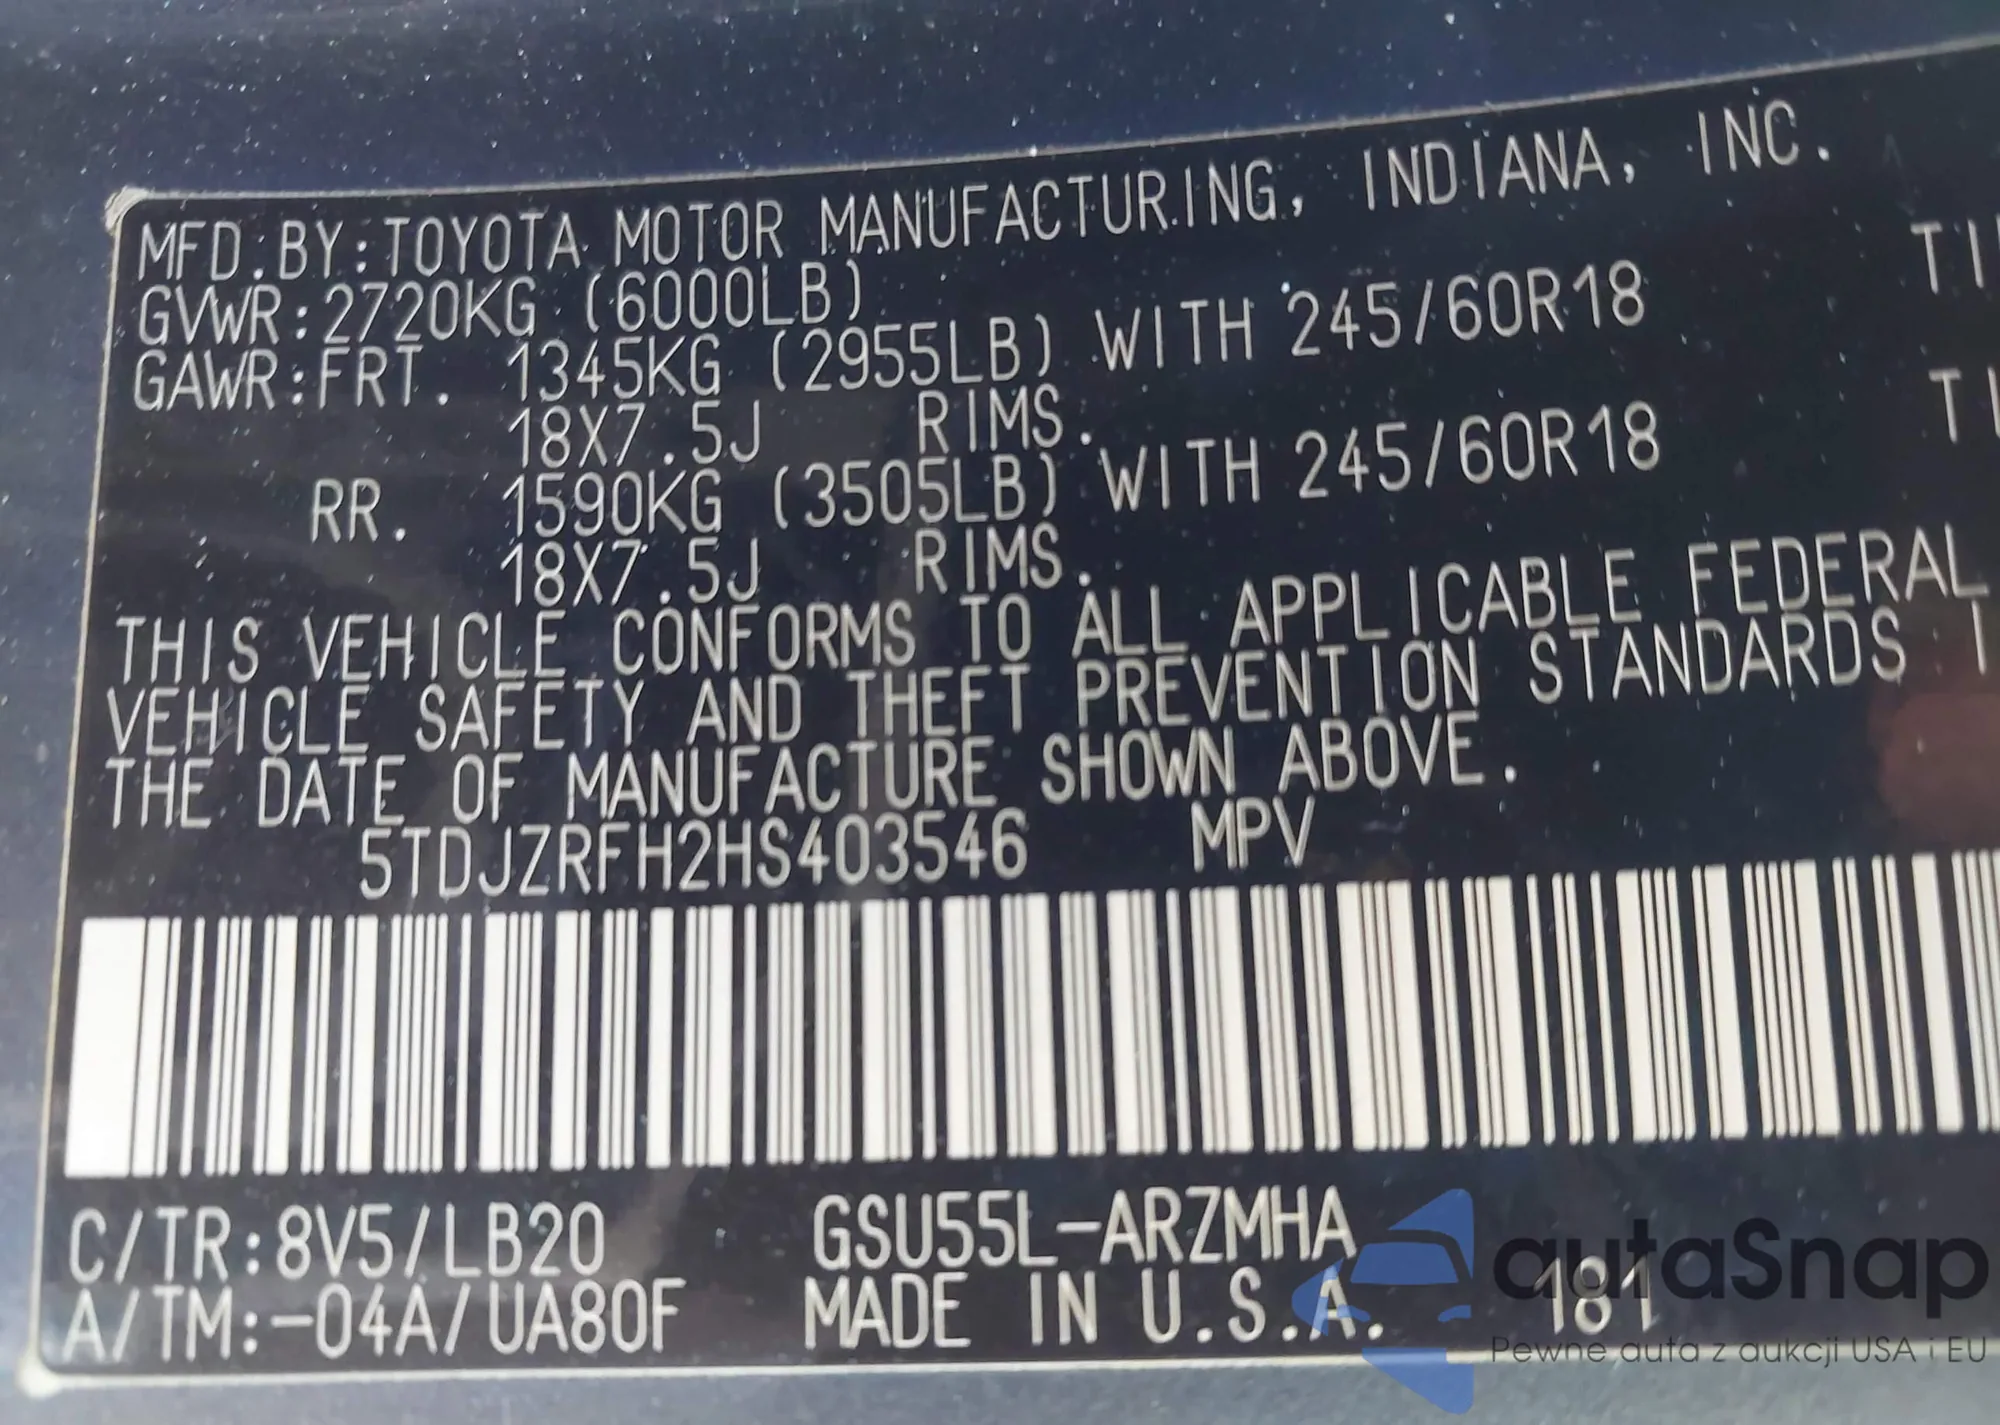 MFD.BY:TOYOTA MOTOR MANUFACTURING, INDIANA, INC.
GVWR:2720KG (6000LB)
GAWR:FRT. 1345KG (2955LB) WITH 245/60R18 TI
18X7.5J RIMS.
RR. 1590KG (3505LB) WITH 245/60R18 TI
18X7.5J RIMS.
THIS VEHICLE CONFORMS TO ALL APPLICABLE FEDERAL
VEHICLE SAFETY AND THEFT PREVENTION STANDARDS I
THE DATE OF MANUFACTURE SHOWN ABOVE.
5TDJZRFH2HS403546 MPV
C/TR:8V5/LB20 GSU55L-ARZMHA
A/TM:-04A/UA80F MADE IN U.S.A. 181
autaSnap
Pewne auta z aukcji USA i EU